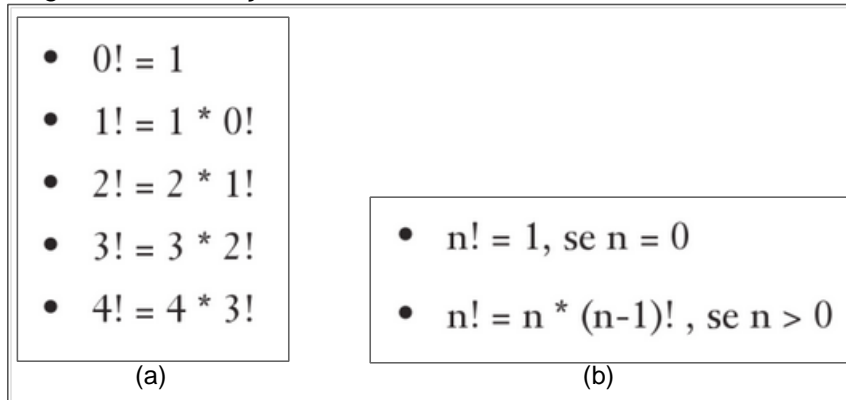 • 0! = 1
• 1! = 1 * 0!
• 2! = 2 * 1!
• 3! = 3 * 2!
• 4! = 4 * 3!
(a)
• n! = 1, se n = 0
• n! = n * (n-1)! , se n > 0
(b)